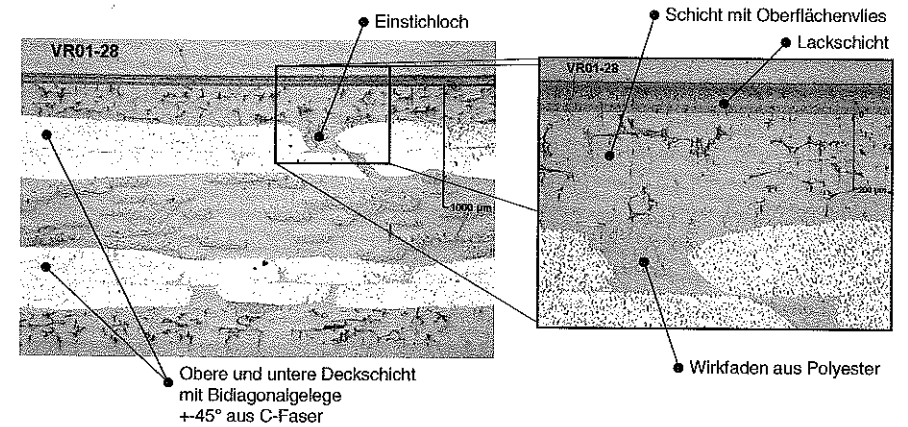 Einstichloch
Schicht mit Oberflächenvlies
Lackschicht
VR01-28
VR01-28
1000 µm
200 µm
Wirkfaden aus Polyester
Obere und untere Deckschicht
mit Bidiagonalgelege
+-45° aus C-Faser